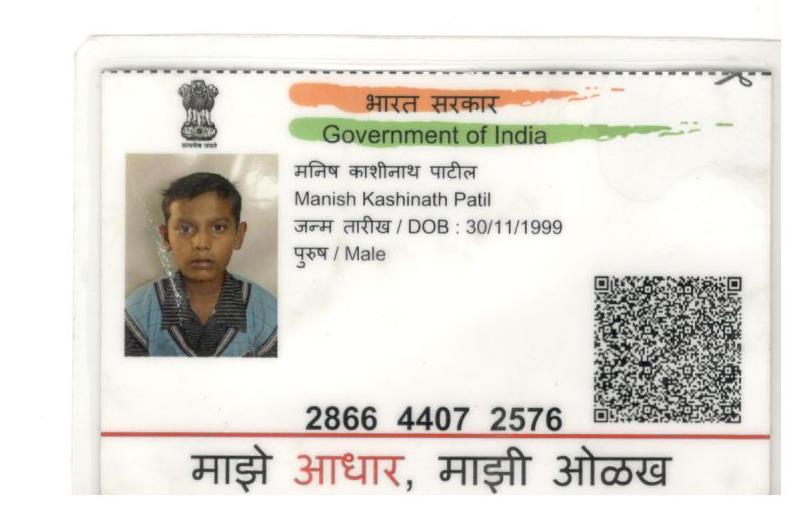 सत्यमेव जयते
भारत सरकार
Government of India
मनिष काशीनाथ पाटील
Manish Kashinath Patil
जन्म तारीख / DOB : 30/11/1999
पुरुष / Male
2866 4407 2576
माझे आधार, माझी ओळख